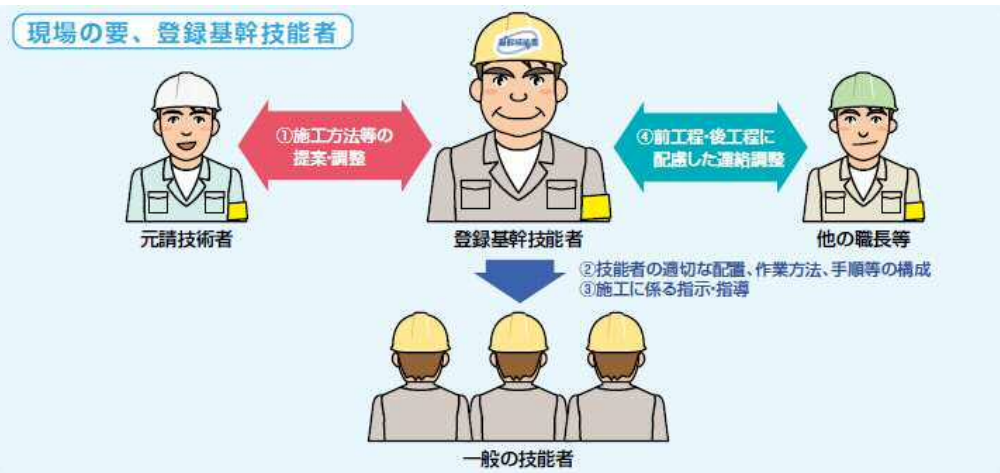 現場の要、登録基幹技能者
①施工方法等の
提案・調整
④前工程・後工程に
配慮した連絡調整
元請技術者
登録基幹技能者
他の職長等
②技能者の適切な配置、作業方法、手順等の構成
③施工に係る指示・指導
一般の技能者